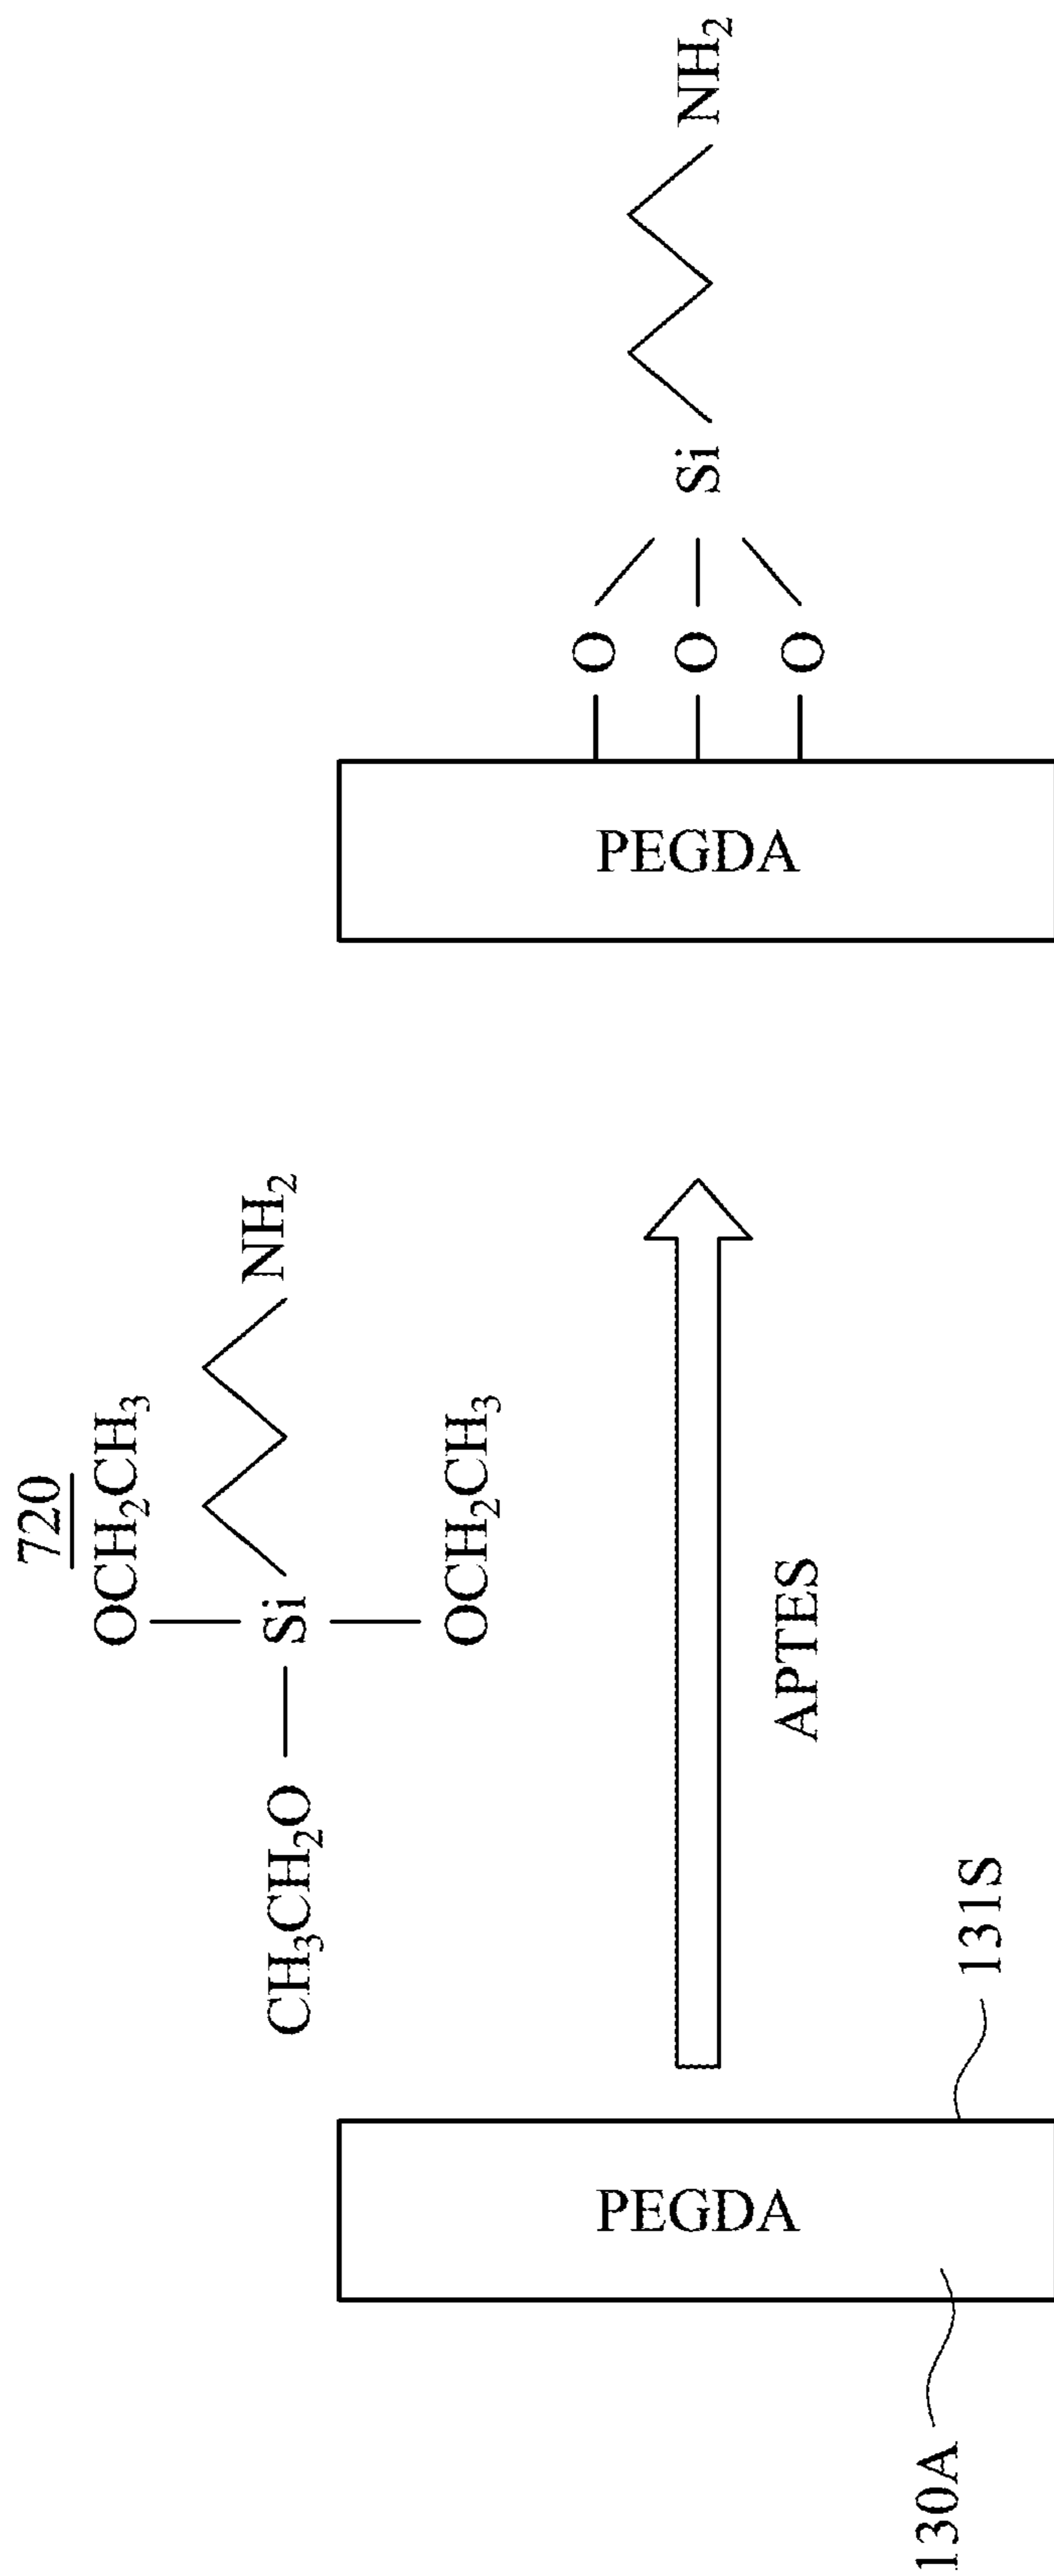 720
OCH₂CH₃
CH₃CH₂O — Si NH₂
OCH₂CH₃
PEGDA
APTES
PEGDA
O
O
O
Si
NH₂
130A
131S